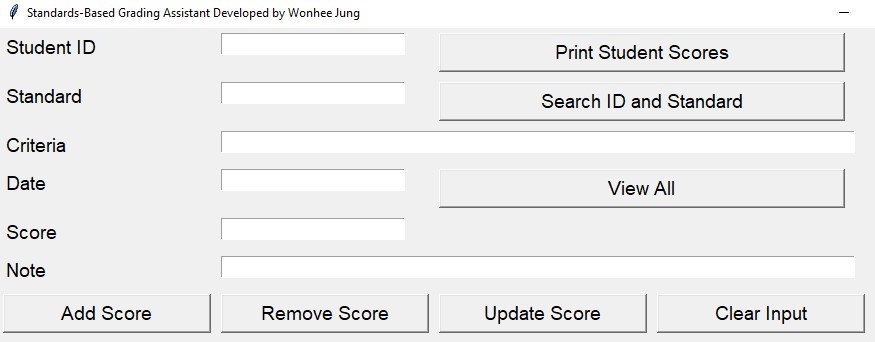 Standards-Based Grading Assistant Developed by Wonhee Jung
Student ID
Print Student Scores
Standard
Search ID and Standard
Criteria
Date
View All
Score
Note
Add Score
Remove Score
Update Score
Clear Input